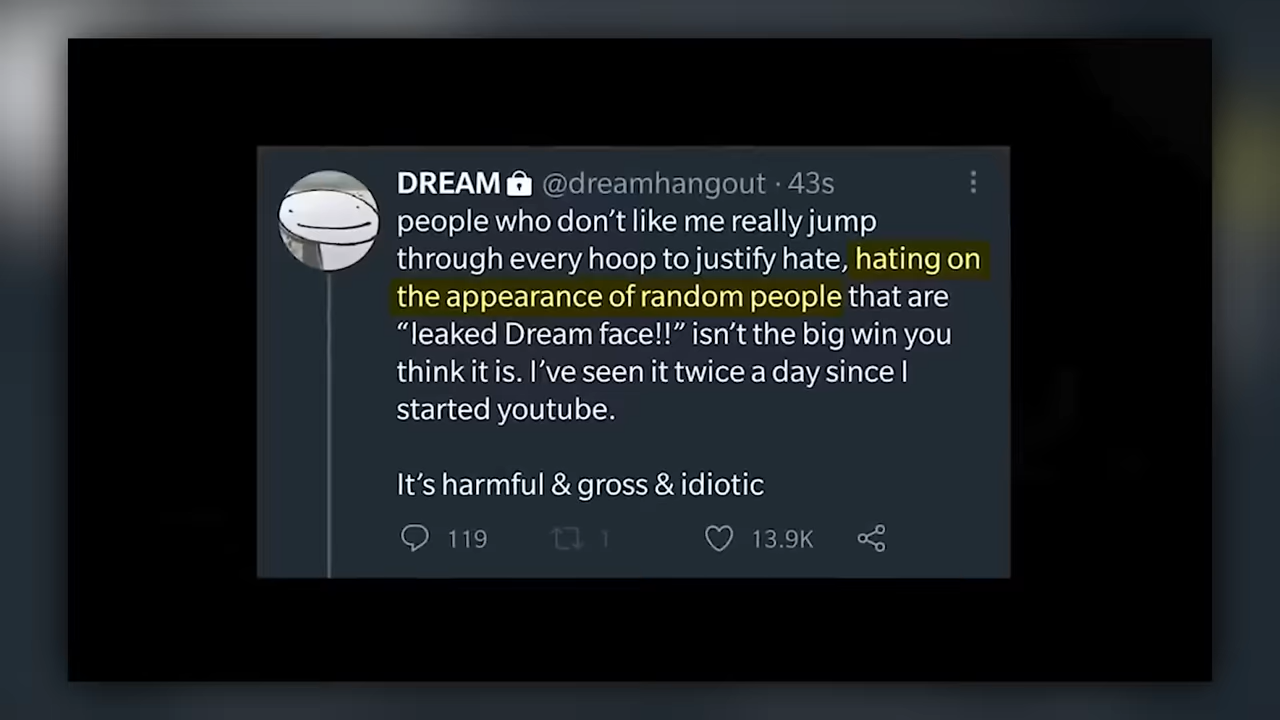 DREAM @dreamhangout · 43s
people who don’t like me really jump
through every hoop to justify hate, hating on
the appearance of random people that are
“leaked Dream face!!” isn’t the big win you
think it is. I’ve seen it twice a day since I
started youtube.
It’s harmful & gross & idiotic
119 1 13.9K